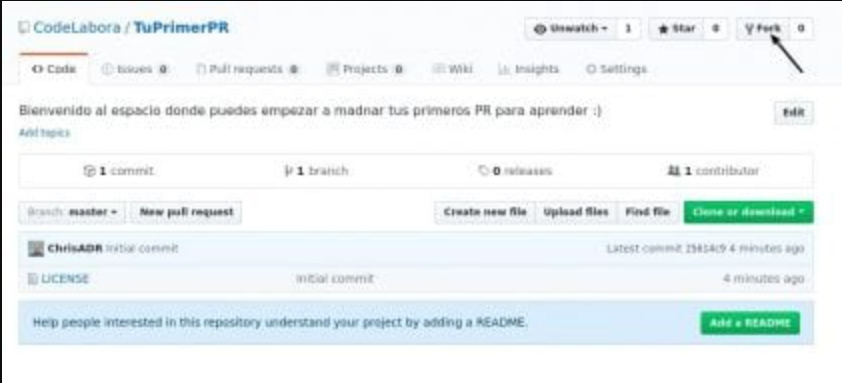 CodeLabora / TuPrimerPR Unwatch 1 Star 0 Fork 0
Code Issues 0 Pull requests 0 Projects 0 Wiki Insights Settings
Bienvenido al espacio donde puedes empezar a madnar tus primeros PR para aprender :) Edit
Add topics
1 commit 1 branch 0 releases 1 contributor
Branch: master New pull request Create new file Upload files Find file Clone or download
ChrisADR Initial commit Latest commit 4 minutes ago
LICENSE Initial commit 4 minutes ago
Help people interested in this repository understand your project by adding a README. Add a README